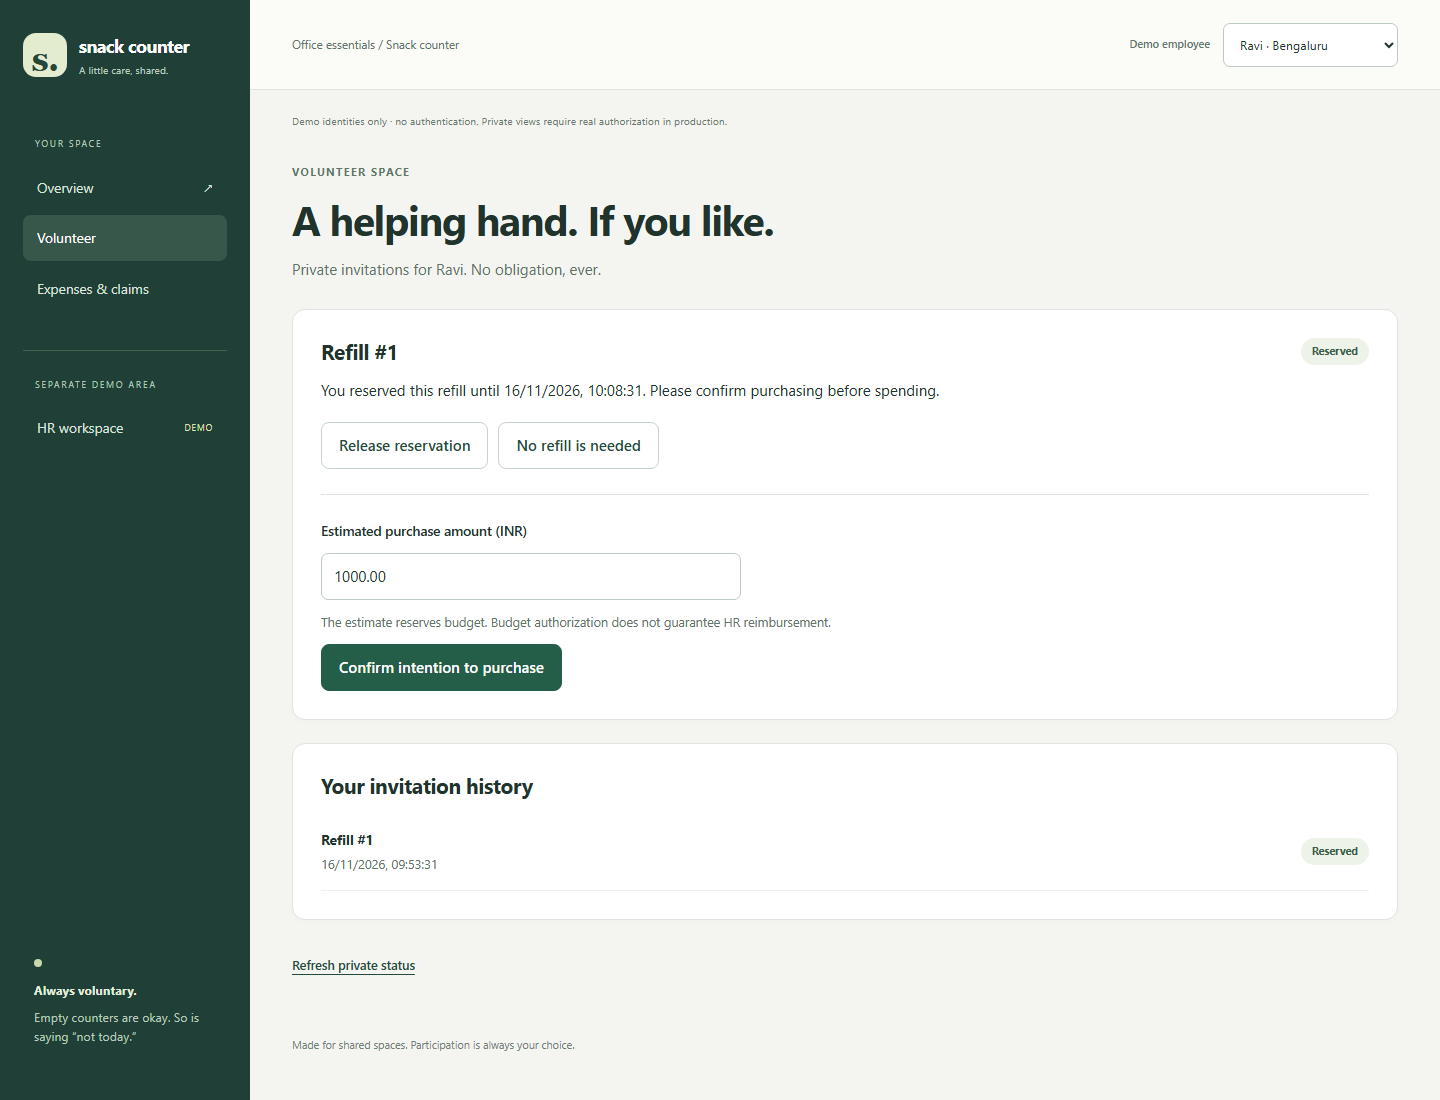 s.
snack counter
A little care, shared.
YOUR SPACE
Overview ↗
Volunteer
Expenses & claims
SEPARATE DEMO AREA
HR workspace DEMO
Always voluntary.
Empty counters are okay. So is
saying “not today.”
Office essentials / Snack counter
Demo employee Ravi · Bengaluru
Demo identities only · no authentication. Private views require real authorization in production.
VOLUNTEER SPACE
A helping hand. If you like.
Private invitations for Ravi. No obligation, ever.
Refill #1 Reserved
You reserved this refill until 16/11/2026, 10:08:31. Please confirm purchasing before spending.
Release reservation No refill is needed
Estimated purchase amount (INR)
1000.00
The estimate reserves budget. Budget authorization does not guarantee HR reimbursement.
Confirm intention to purchase
Your invitation history
Refill #1
16/11/2026, 09:53:31 Reserved
Refresh private status
Made for shared spaces. Participation is always your choice.